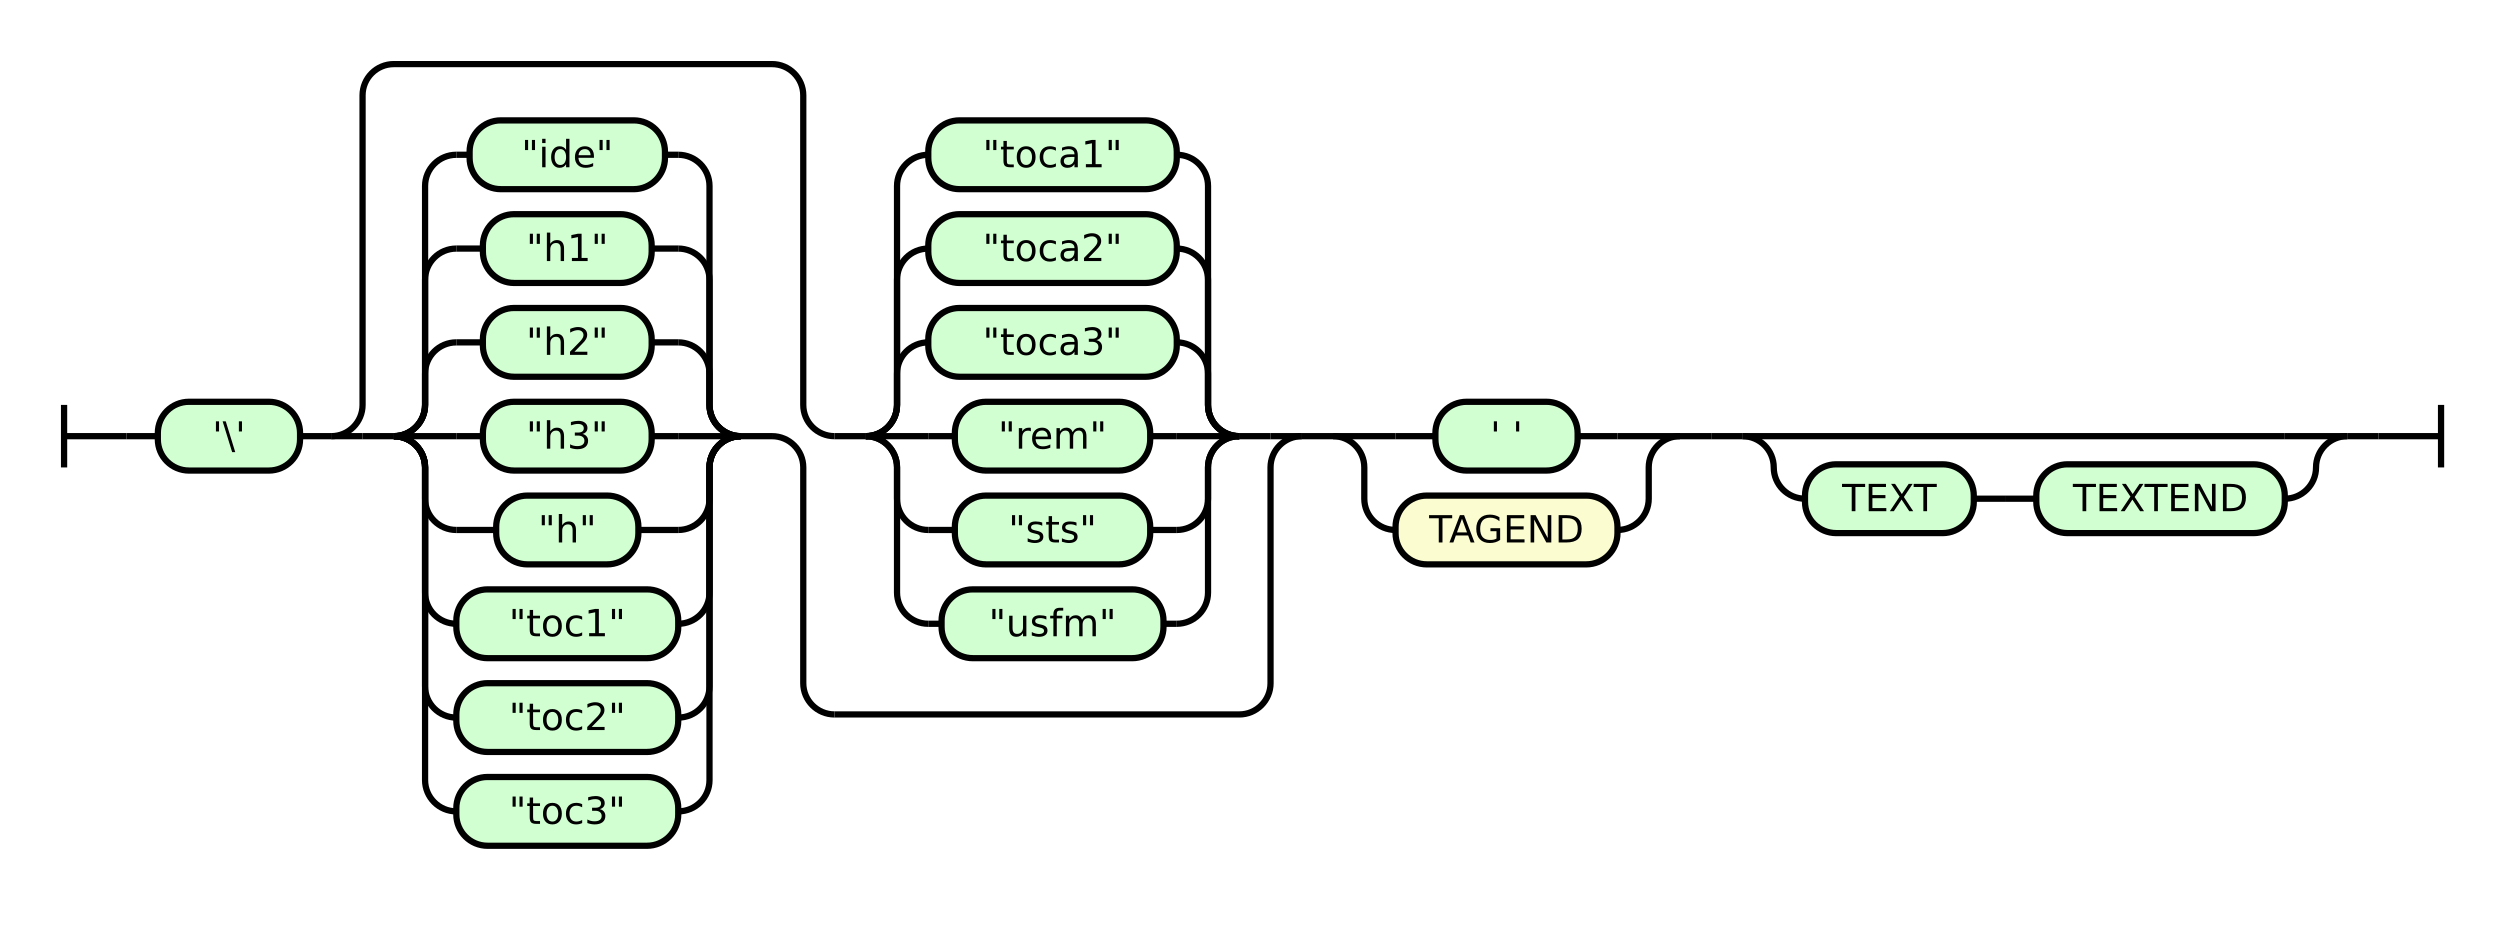 '\'
"ide"
"h1"
"h2"
"h3"
"h"
"toc1"
"toc2"
"toc3"
"toca1"
"toca2"
"toca3"
"rem"
"sts"
"usfm"
' '
TAGEND
TEXT
TEXTEND